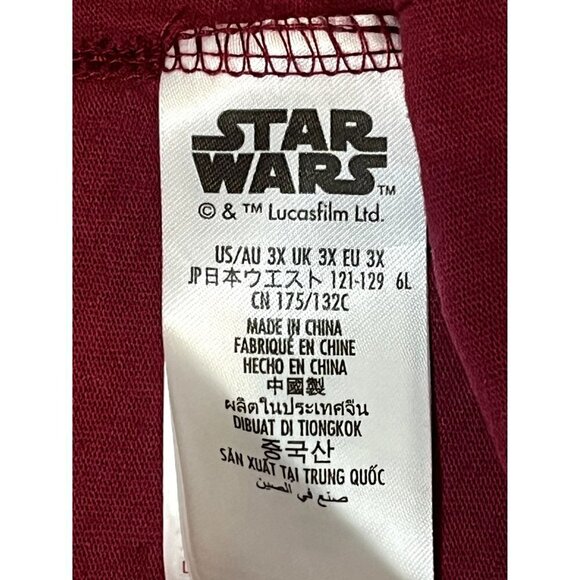 STAR
WARS™
© & ™ Lucasfilm Ltd.
US/AU 3X UK 3X EU 3X
JP日本ウエスト 121-129 6L
CN 175/132C
MADE IN CHINA
FABRIQUÉ EN CHINE
HECHO EN CHINA
中國製
ผลิตในประเทศจีน
DIBUAT DI TIONGKOK
중국산
SẢN XUẤT TẠI TRUNG QUỐC
صنع في الصين
L